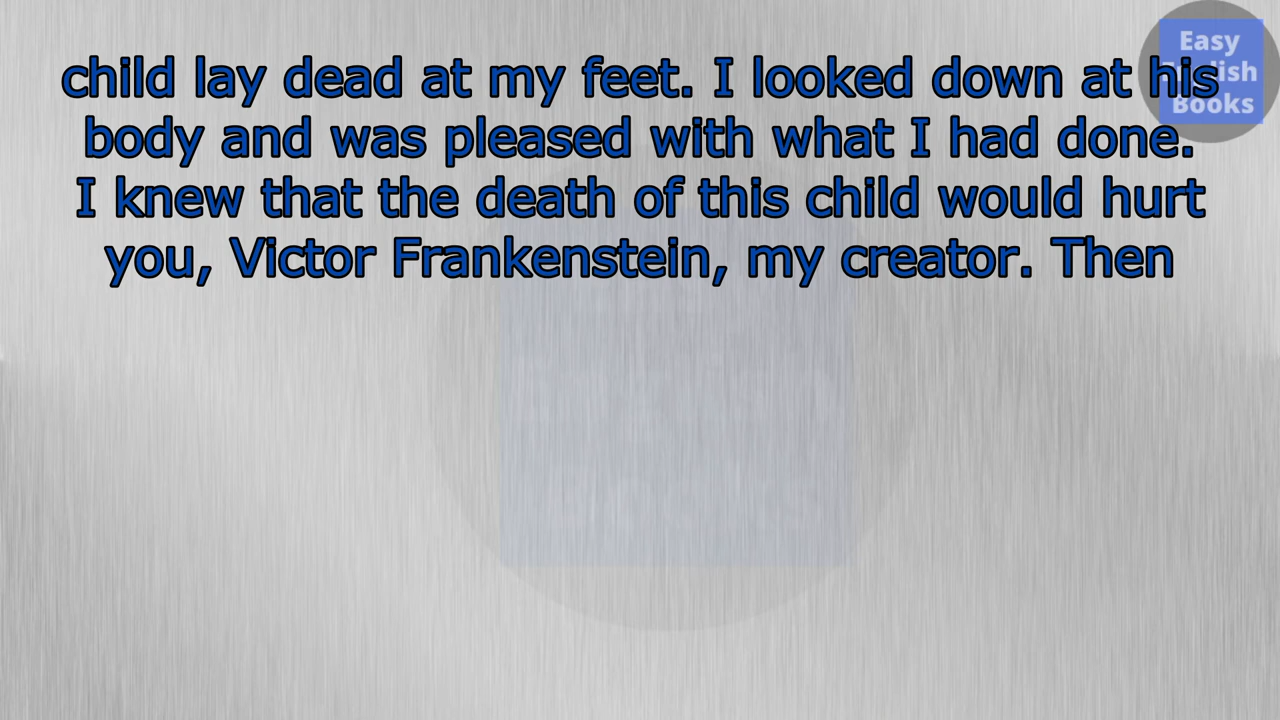 child lay dead at my feet. I looked down at his
body and was pleased with what I had done.
I knew that the death of this child would hurt
you, Victor Frankenstein, my creator. Then
Easy
English
Books